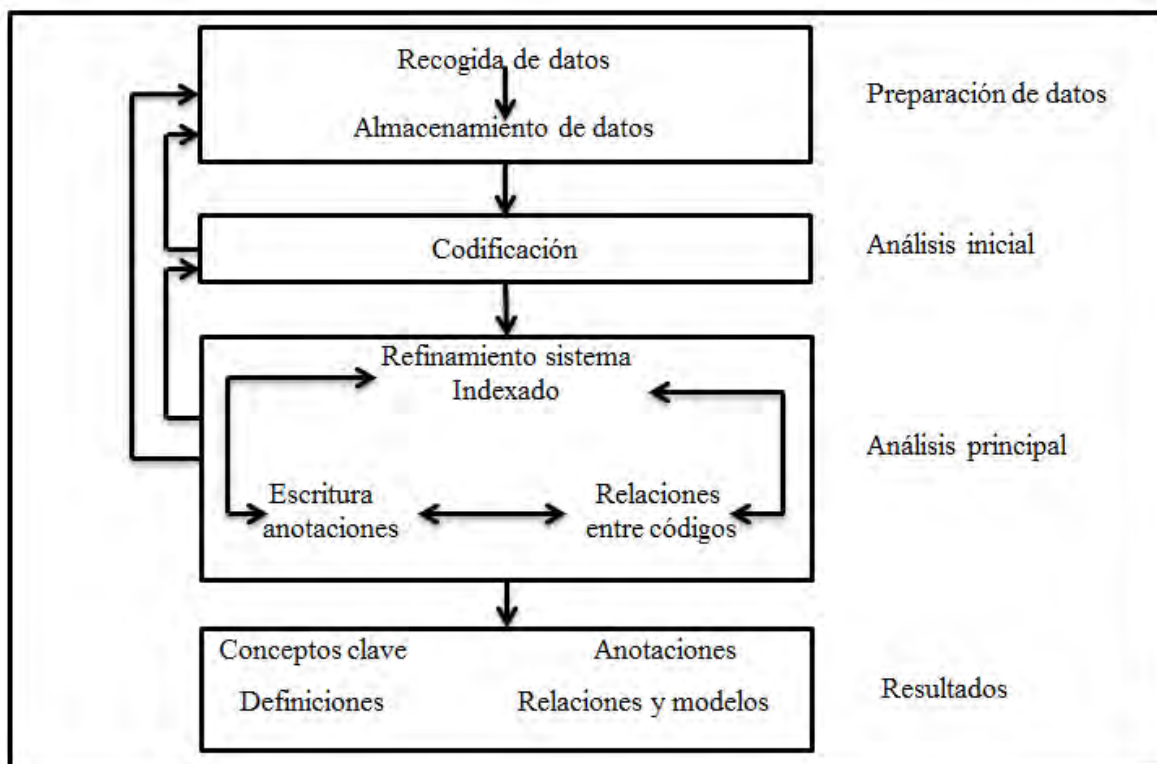 Recogida de datos
Almacenamiento de datos
Preparación de datos
Codificación
Análisis inicial
Refinamiento sistema
Indexado
Escritura
anotaciones
Relaciones
entre códigos
Análisis principal
Conceptos clave
Anotaciones
Definiciones
Relaciones y modelos
Resultados